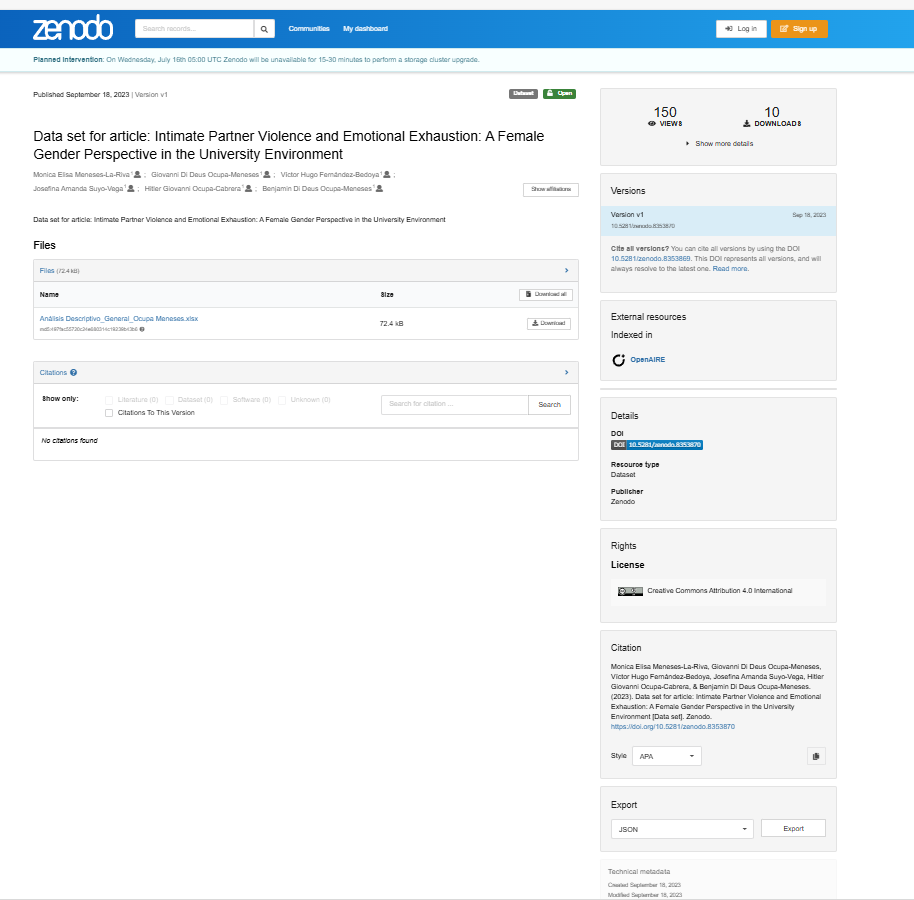 zenodo
Search records...
Communities
My dashboard
Log in
Sign up
Planned Intervention: On Wednesday, July 16th 05:00 UTC Zenodo will be unavailable for 15-30 minutes to perform a storage cluster upgrade.
Published September 18, 2023 | Version v1
Dataset
Open
Data set for article: Intimate Partner Violence and Emotional Exhaustion: A Female
Gender Perspective in the University Environment
Monica Elisa Meneses-La-Riva1 ; Giovanni Di Deus Ocupa-Meneses1 ; Víctor Hugo Fernández-Bedoya1 ;
Josefina Amanda Suyo-Vega1 ; Hitler Giovanni Ocupa-Cabrera1 ; Benjamin Di Deus Ocupa-Meneses1
Show affiliations
Data set for article: Intimate Partner Violence and Emotional Exhaustion: A Female Gender Perspective in the University Environment
Files
Files (72.4 kB)
Name
Size
Download all
Análisis Descriptivo_General_Ocupa Meneses.xlsx
72.4 kB
Download
Citations
Show only:
Literature (0)
Dataset (0)
Software (0)
Unknown (0)
Citations To This Version
Search for citation ...
Search
No citations found
150
VIEWS
10
DOWNLOADS
Show more details
Versions
Version v1
Sep 18, 2023
10.5281/zenodo.8353870
Cite all versions? You can cite all versions by using the DOI
10.5281/zenodo.8353869. This DOI represents all versions, and will
always resolve to the latest one. Read more.
External resources
Indexed in
OpenAIRE
Details
DOI
DOI 10.5281/zenodo.8353870
Resource type
Dataset
Publisher
Zenodo
Rights
License
Creative Commons Attribution 4.0 International
Citation
Monica Elisa Meneses-La-Riva, Giovanni Di Deus Ocupa-Meneses,
Víctor Hugo Fernández-Bedoya, Josefina Amanda Suyo-Vega, Hitler
Giovanni Ocupa-Cabrera, & Benjamin Di Deus Ocupa-Meneses.
(2023). Data set for article: Intimate Partner Violence and Emotional
Exhaustion: A Female Gender Perspective in the University
Environment [Data set]. Zenodo.
https://doi.org/10.5281/zenodo.8353870
Style
APA
Export
JSON
Export
Technical metadata
Created September 18, 2023
Modified September 18, 2023